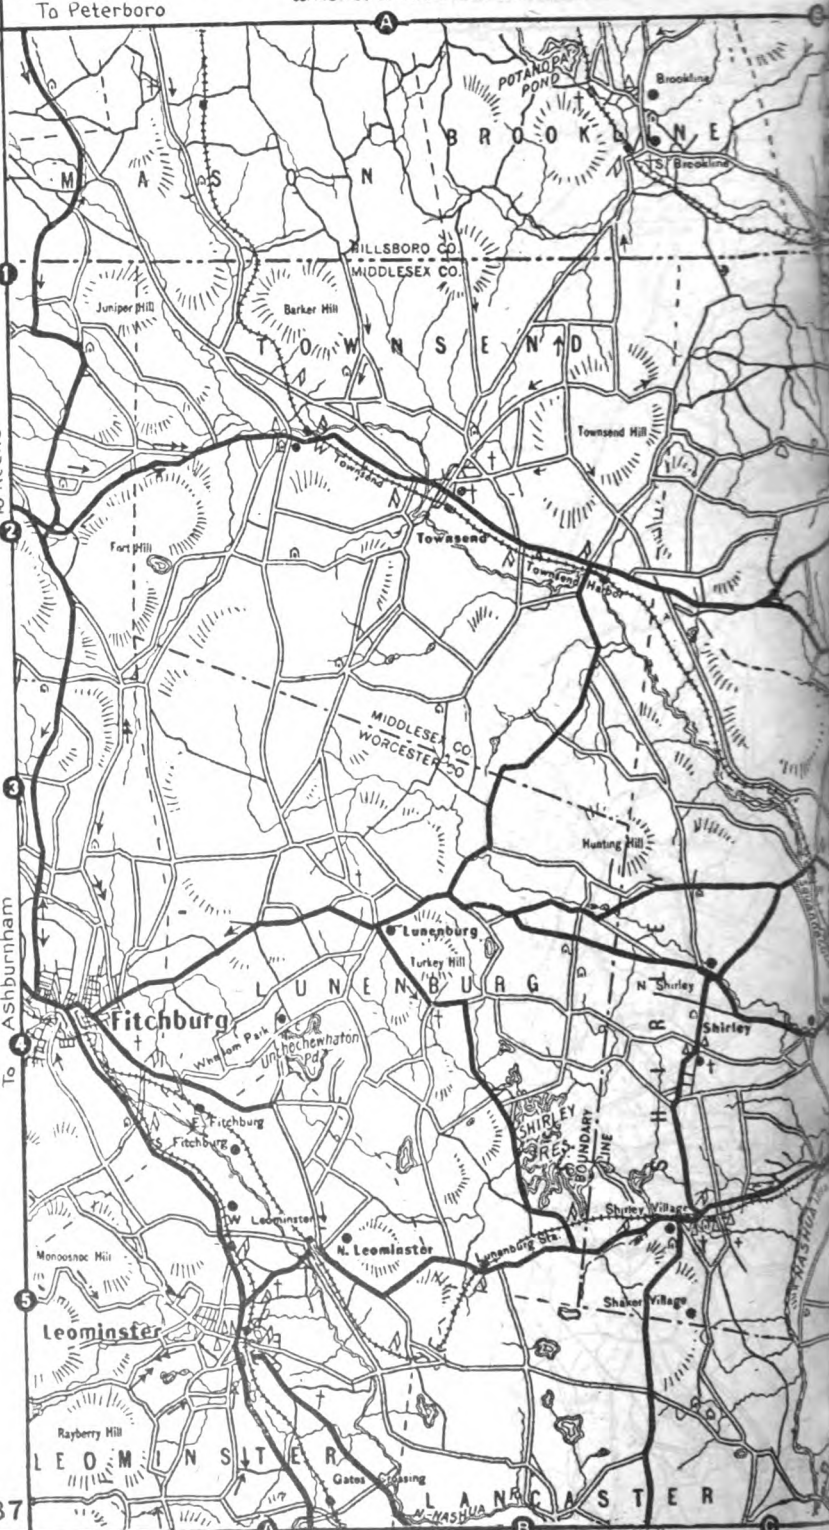 To Peterboro
A
POTANOPA
POND
Brookline
BROOKLINE
S. Brookline
MASON
HILLSBORO CO.
MIDDLESEX CO.
1
Juniper Hill
Barker Hill
TOWNSEND
Townsend Hill
W. Townsend
2
Fort Hill
Townsend
Townsend Harbor
MIDDLESEX CO.
WORCESTER CO
3
Hunting Hill
To Ashburnham
Lunenburg
Turkey Hill
LUNENBURG
N Shirley
SHIRLEY
Shirley
Fitchburg
Whalom Park
4
E. Fitchburg
S Fitchburg
SHIRLEY
RES.
BOUNDARY
LINE
W Leominster
N. Leominster
Shirley Village
Lunenburg Sta.
NASHUA
Monoosnoc Hill
5
Shaker Village
Leominster
Rayberry Hill
LEOMINSTER
Gates Crossing
N-NASHUA R
LANCASTER
37
A
B
C